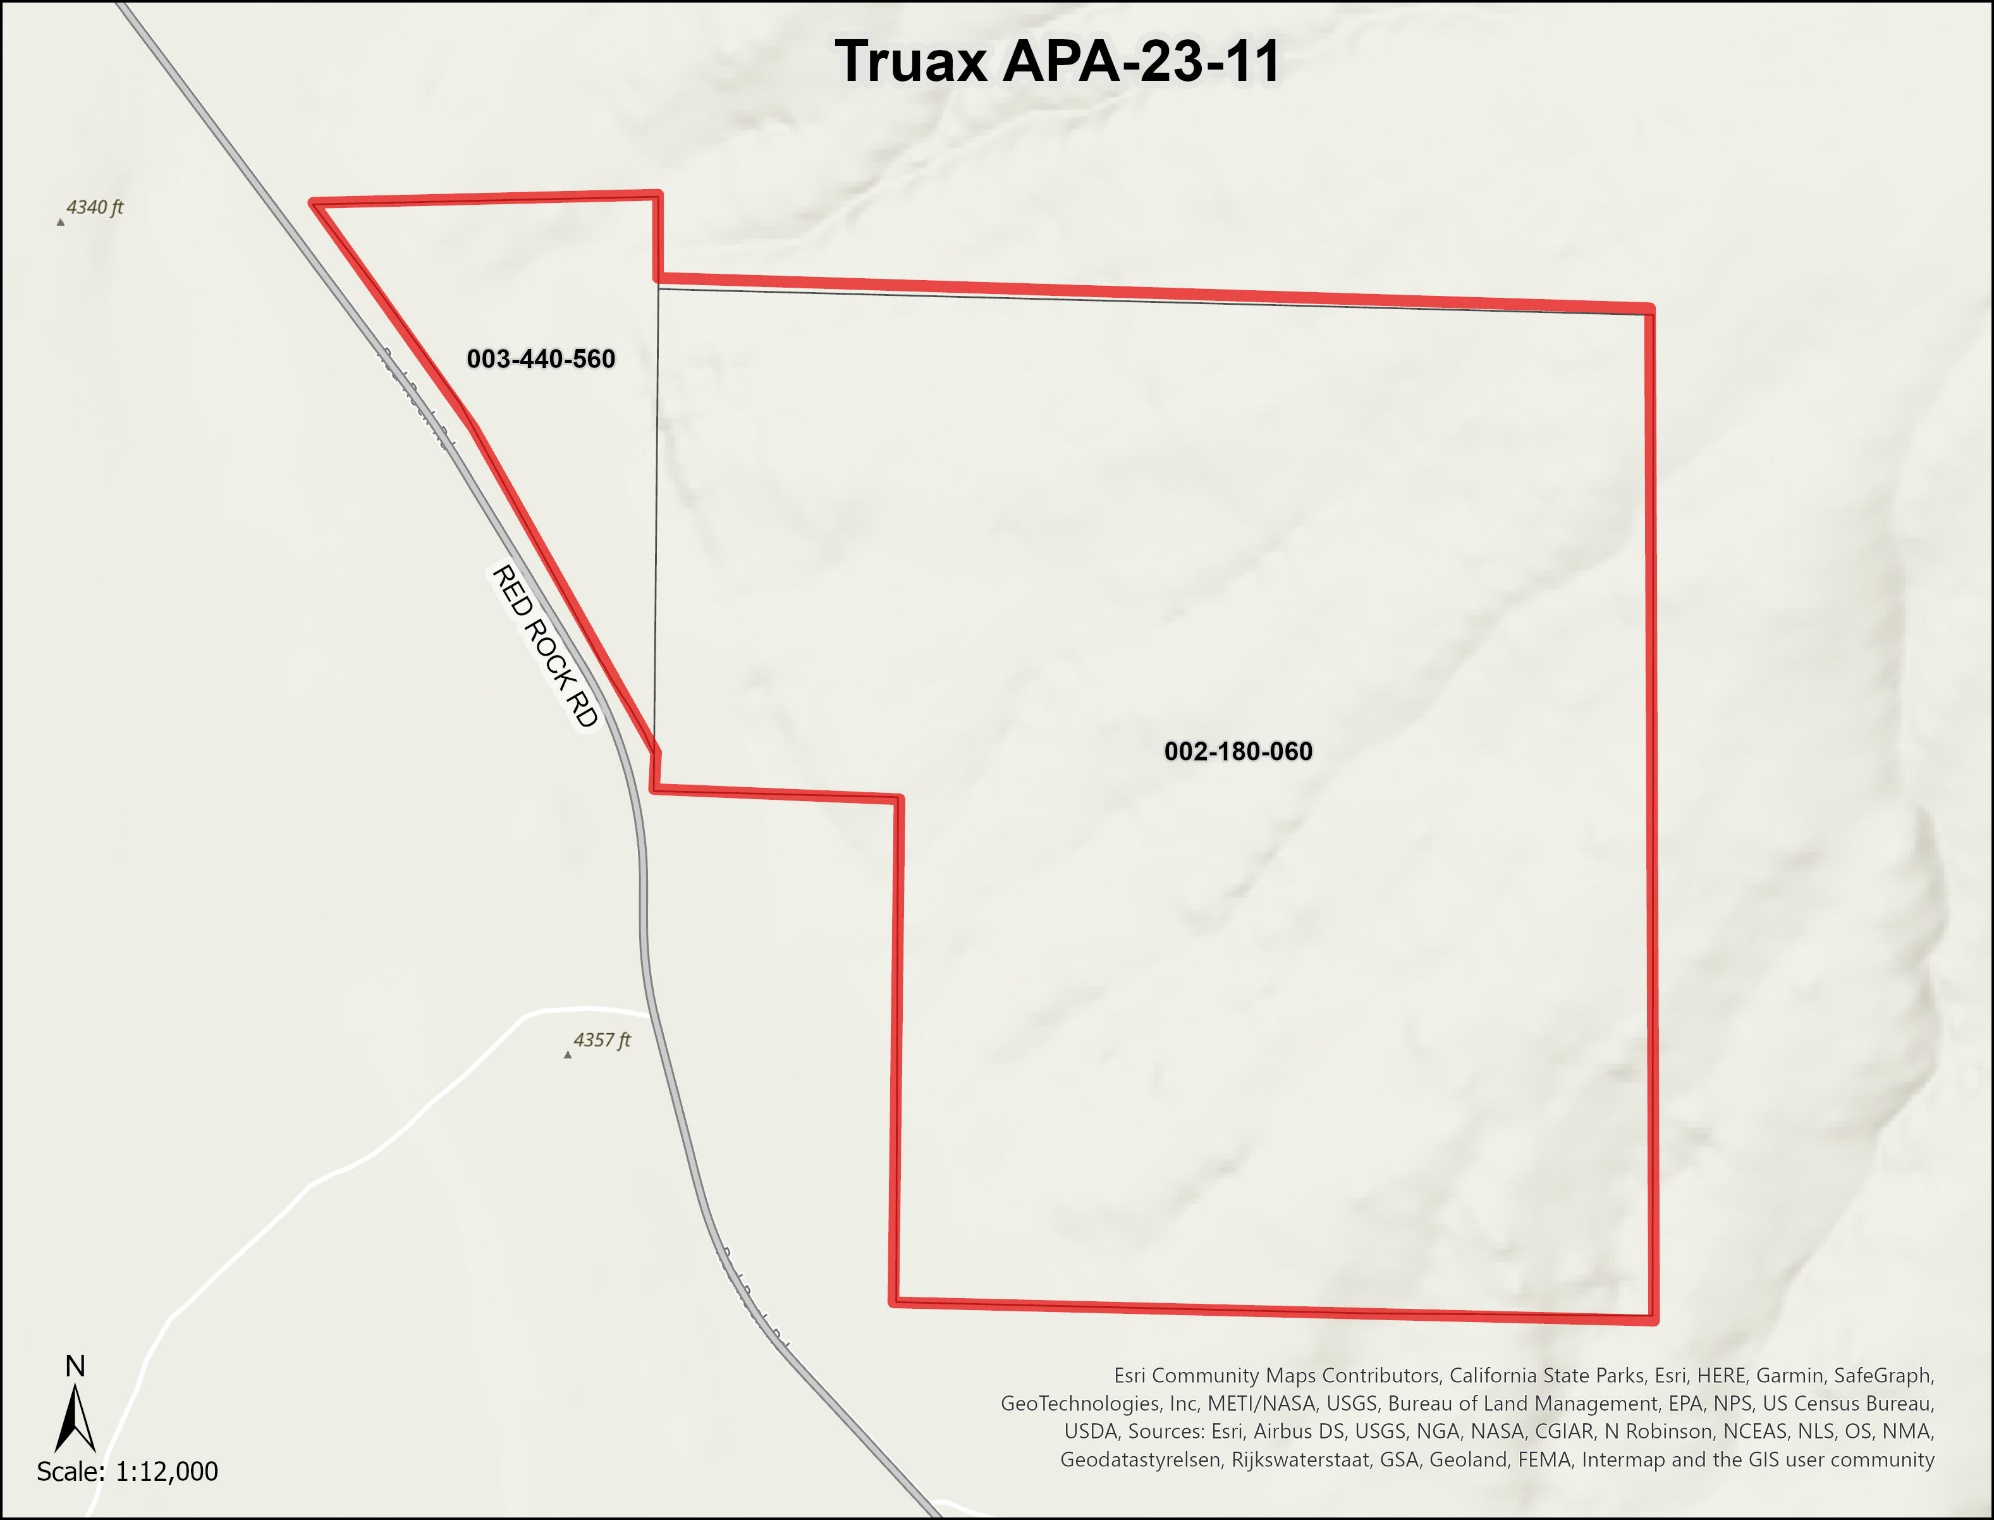 Truax APA-23-11
4340 ft
003-440-560
RED ROCK RD
002-180-060
4357 ft
N
Scale: 1:12,000
Esri Community Maps Contributors, California State Parks, Esri, HERE, Garmin, SafeGraph,
GeoTechnologies, Inc, METI/NASA, USGS, Bureau of Land Management, EPA, NPS, US Census Bureau,
USDA, Sources: Esri, Airbus DS, USGS, NGA, NASA, CGIAR, N Robinson, NCEAS, NLS, OS, NMA,
Geodatastyrelsen, Rijkswaterstaat, GSA, Geoland, FEMA, Intermap and the GIS user community